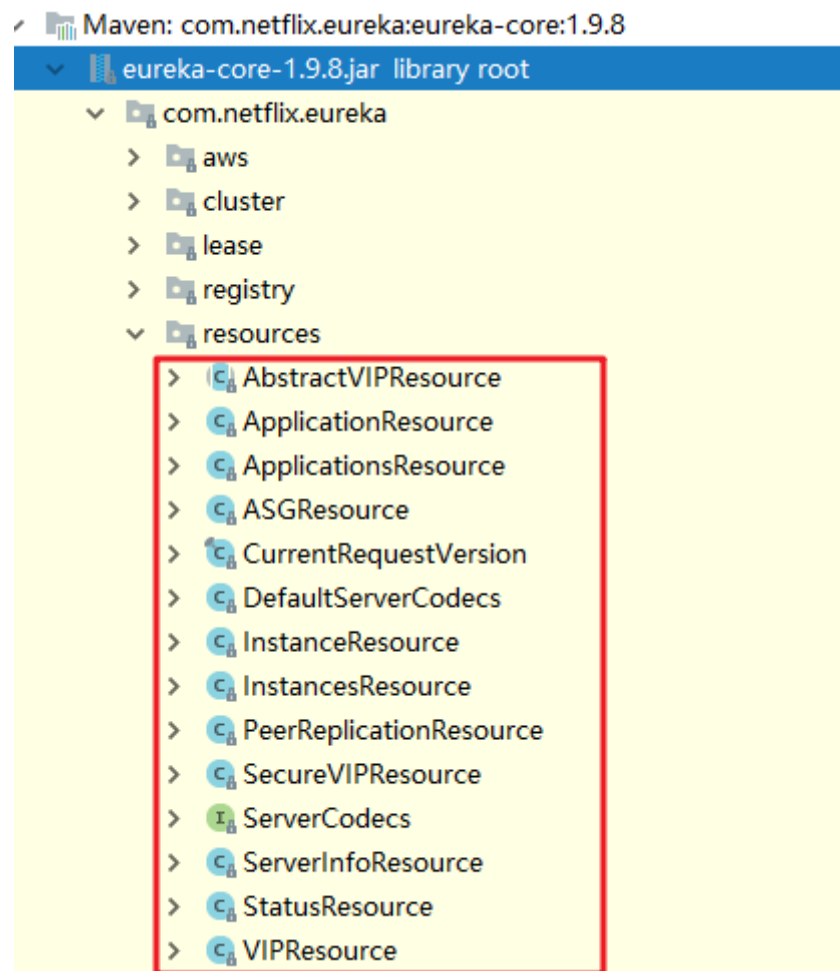 Maven: com.netflix.eureka:eureka-core:1.9.8
eureka-core-1.9.8.jar library root
com.netflix.eureka
aws
cluster
lease
registry
resources
AbstractVIPResource
ApplicationResource
ApplicationsResource
ASGResource
CurrentRequestVersion
DefaultServerCodecs
InstanceResource
InstancesResource
PeerReplicationResource
SecureVIPResource
ServerCodecs
ServerInfoResource
StatusResource
VIPResource